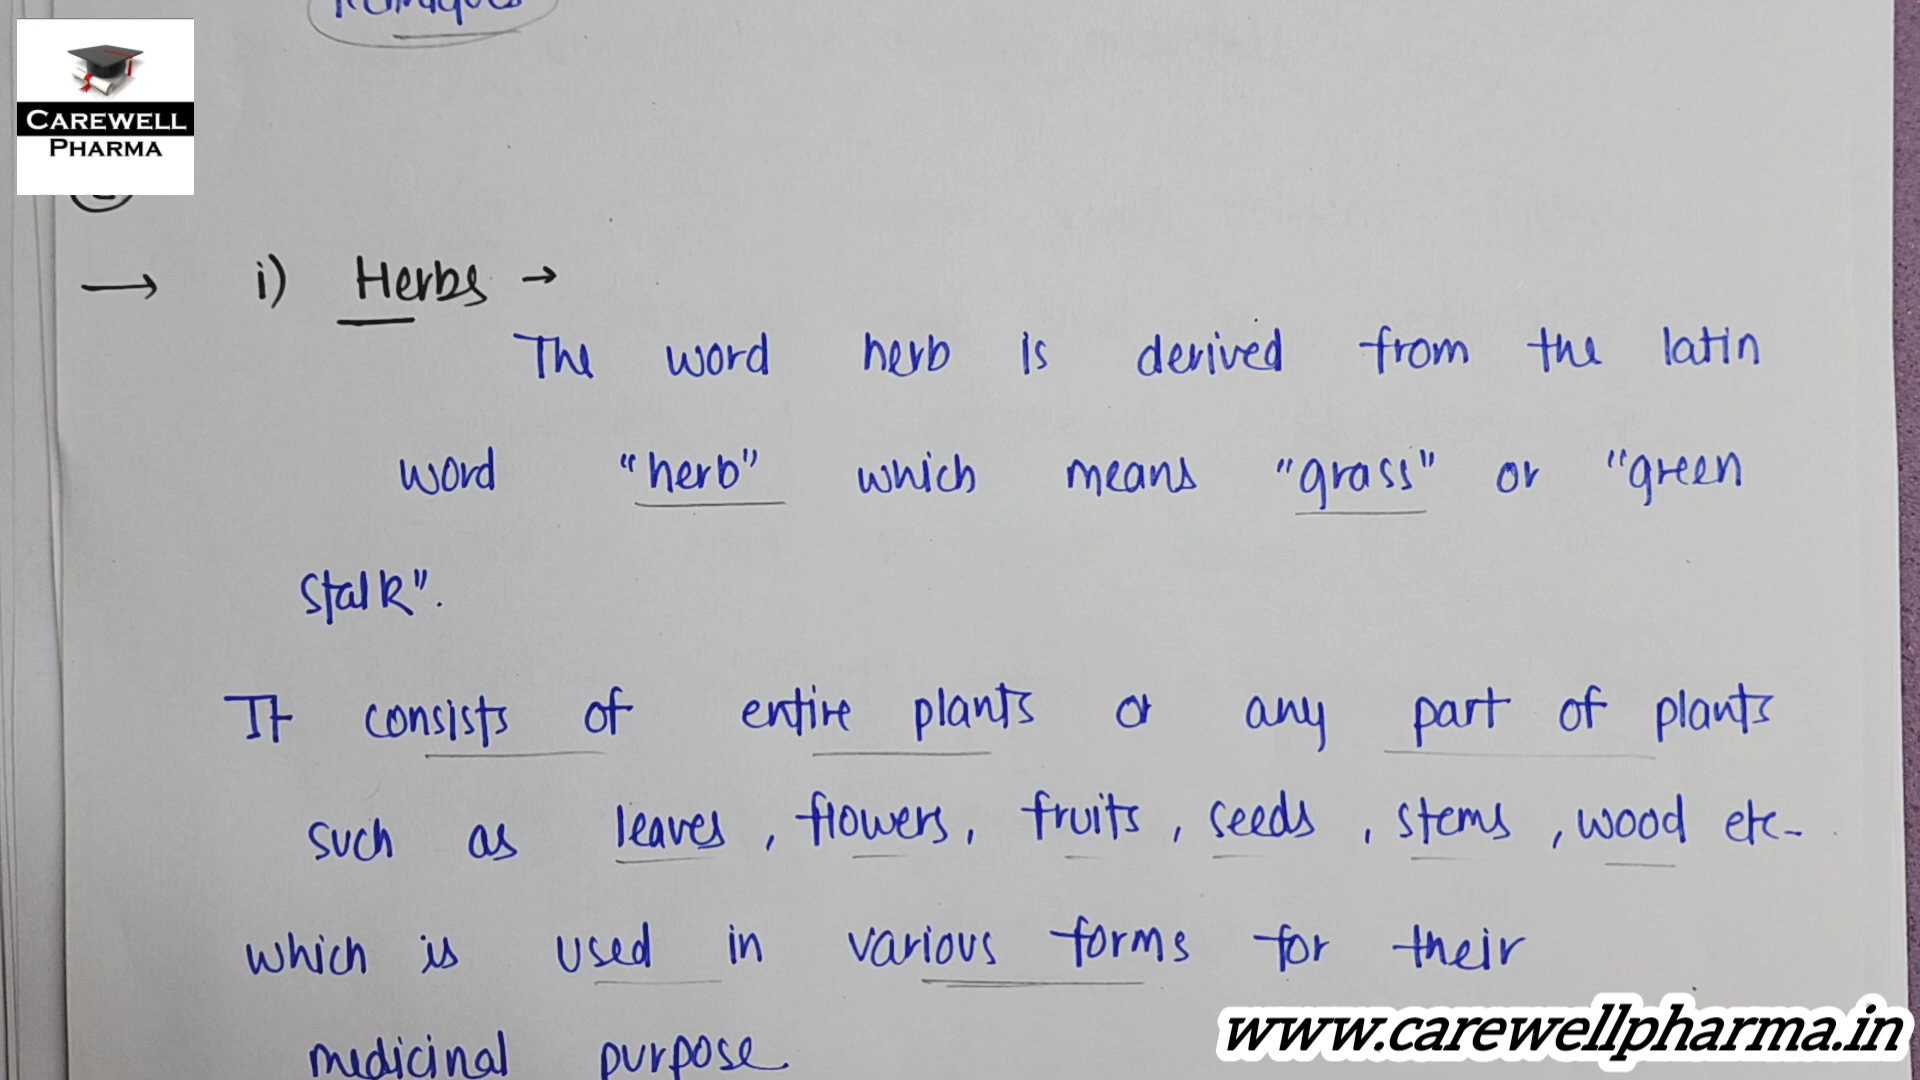 CAREWELL
PHARMA
→ i) Herbs →
The word herb is derived from the latin
word "herb" which means "grass" or "green
stalk".
It consists of entire plants or any part of plants
such as leaves, flowers, fruits, seeds, stems, wood etc-
which is used in various forms for their
medicinal purpose
www.carewellpharma.in